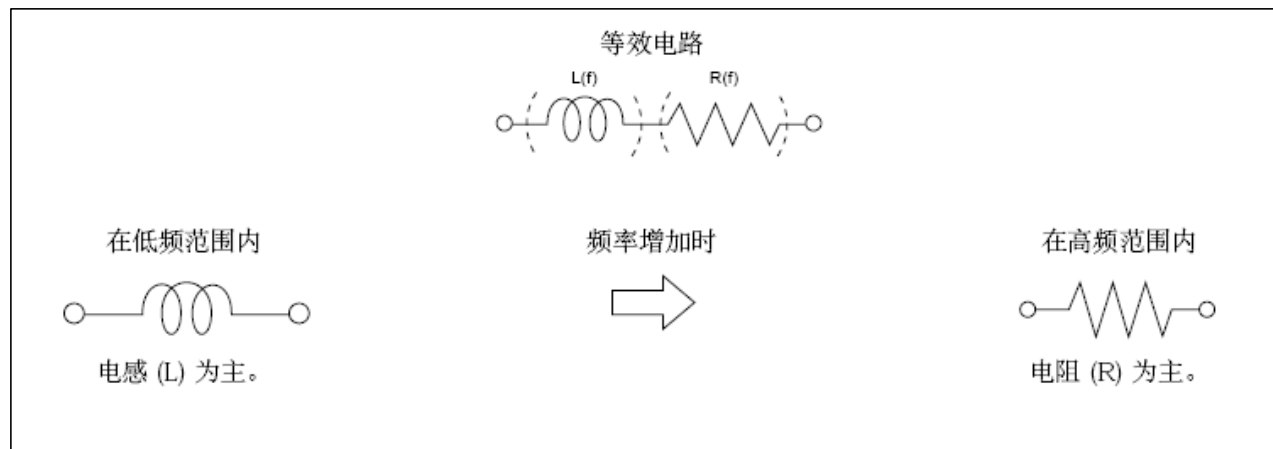 等效电路
L(f) R(f)
在低频范围内 频率增加时 在高频范围内
电感 (L) 为主。 电阻 (R) 为主。